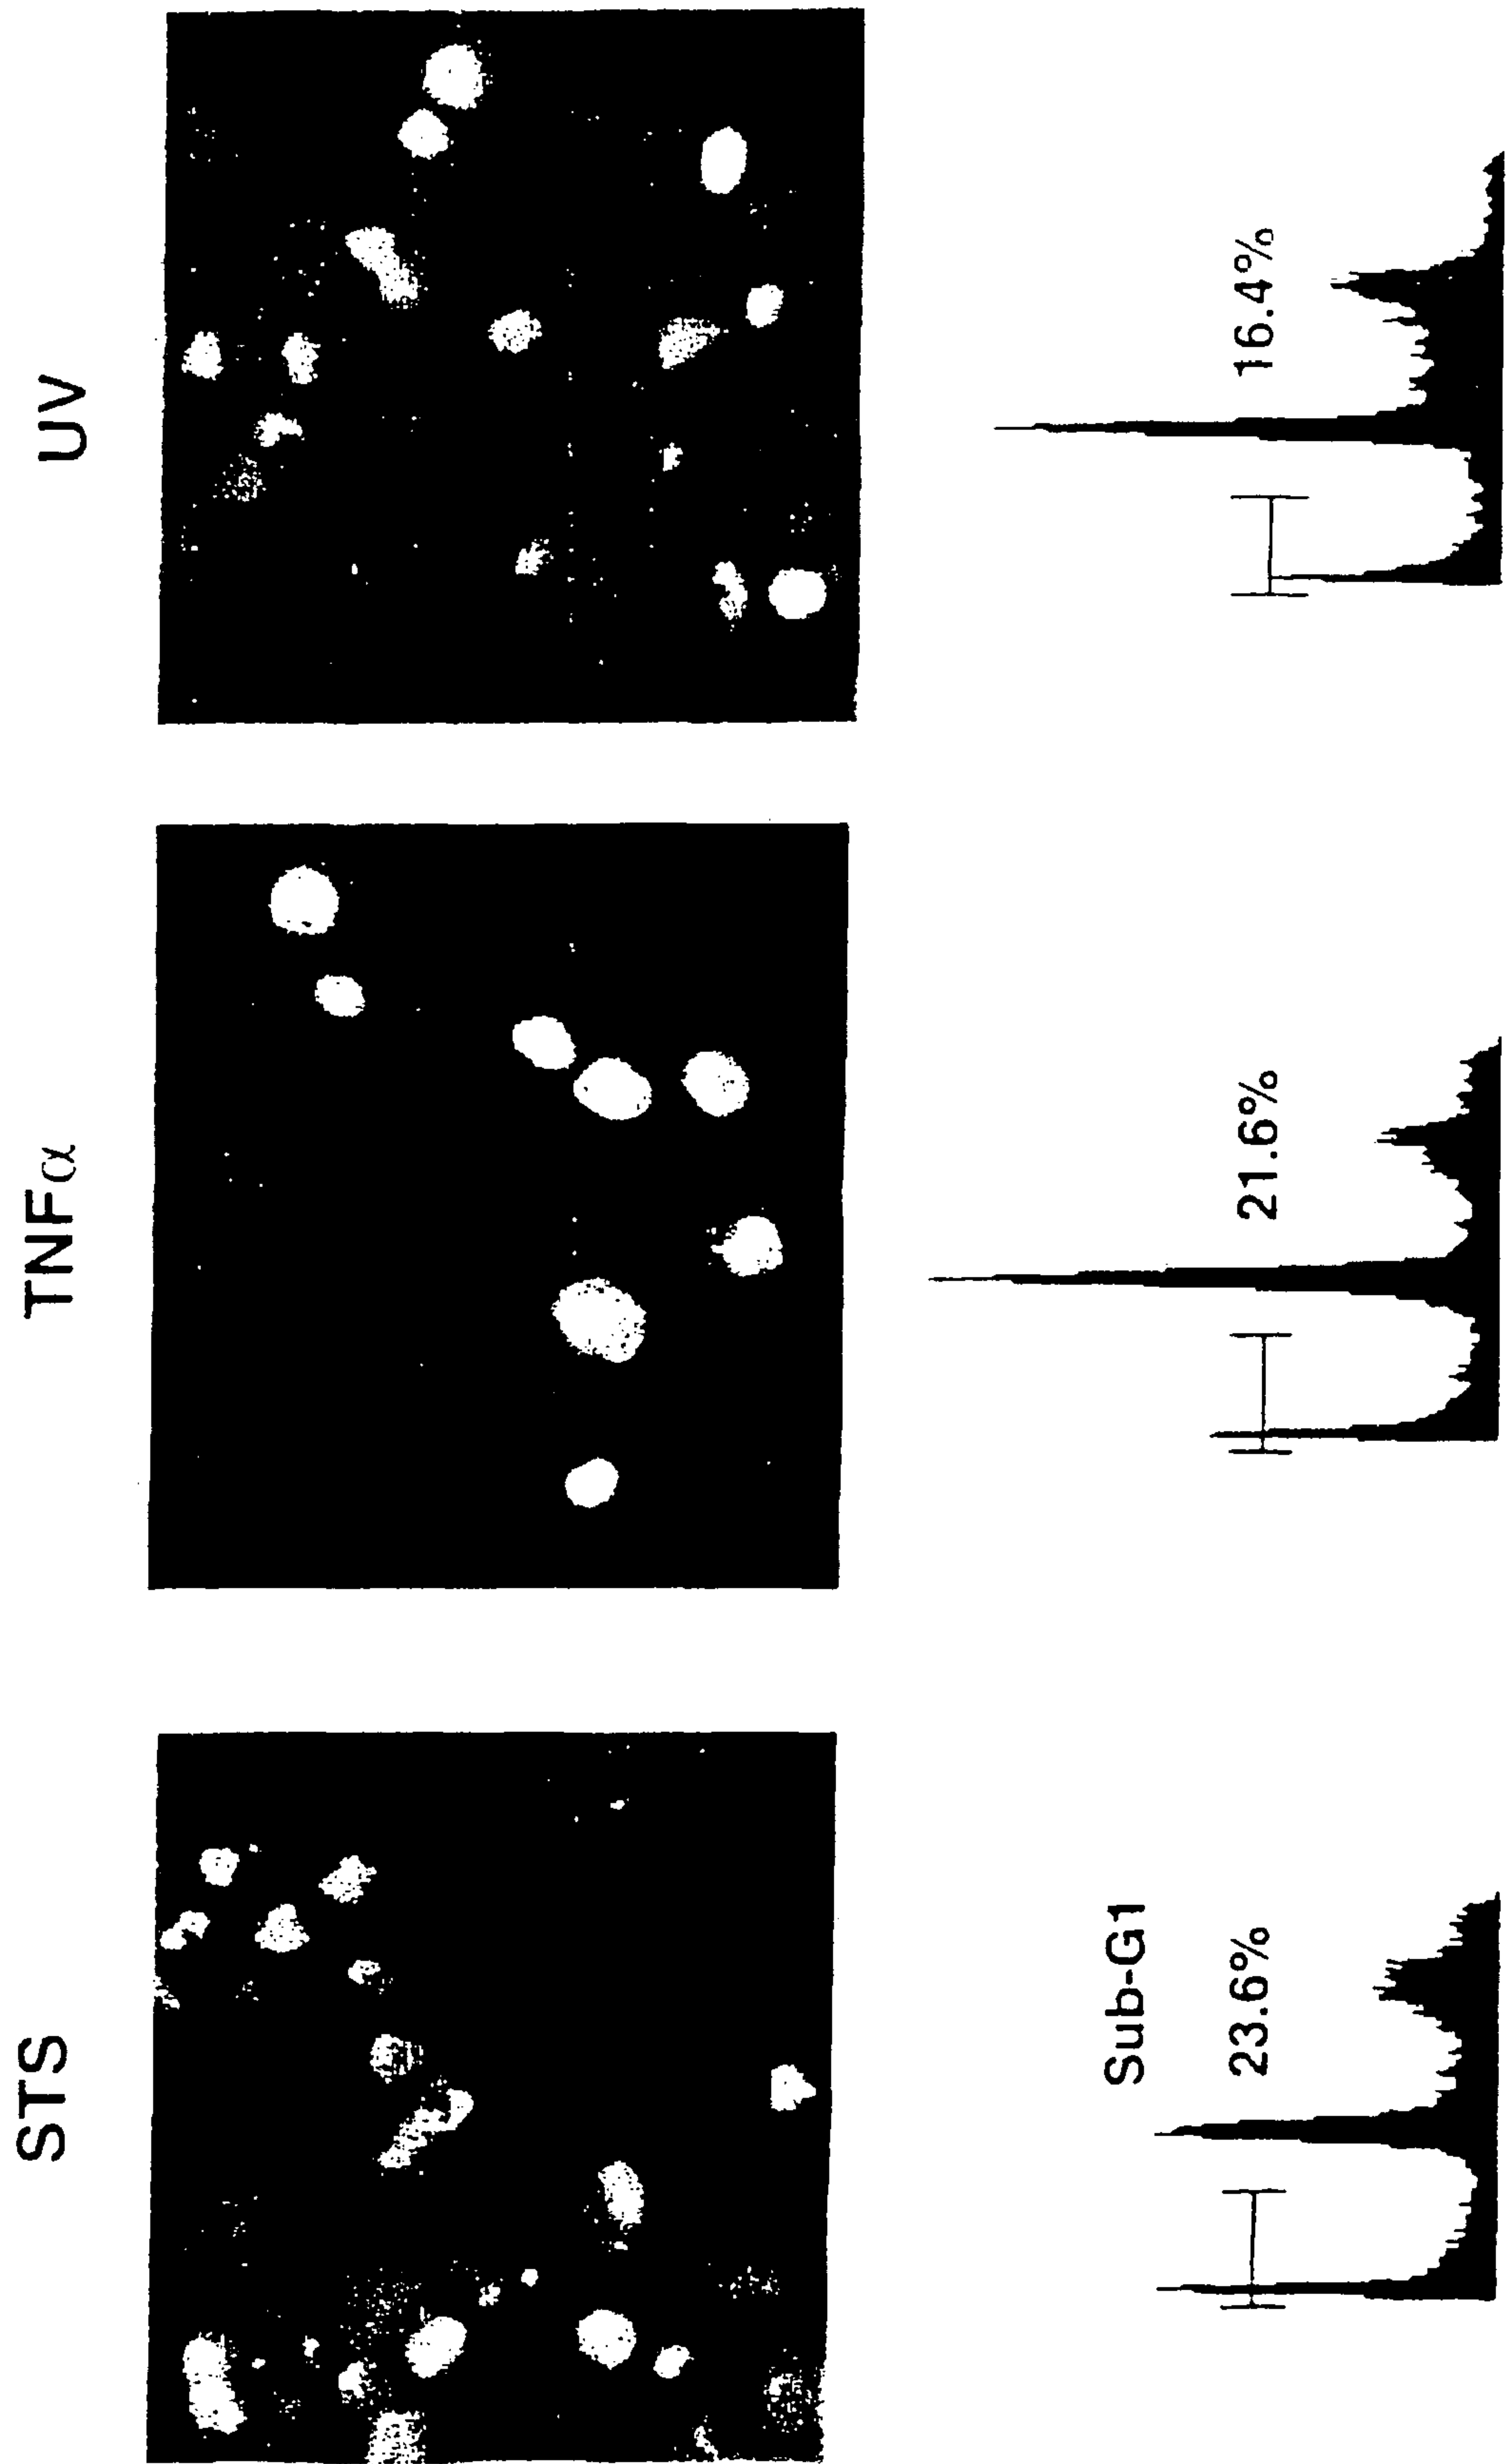 STS
TNFα
UV
Sub-G1
23.6%
21.6%
16.4%